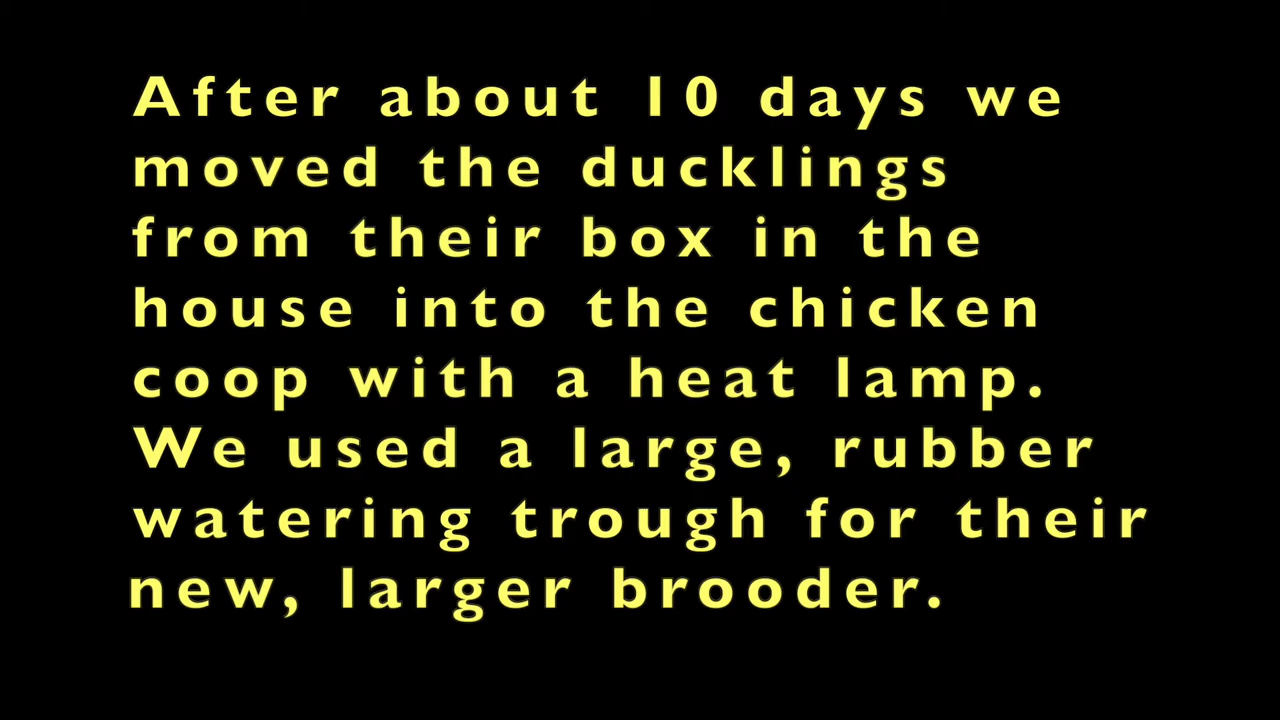 After about 10 days we
moved the ducklings
from their box in the
house into the chicken
coop with a heat lamp.
We used a large, rubber
watering trough for their
new, larger brooder.